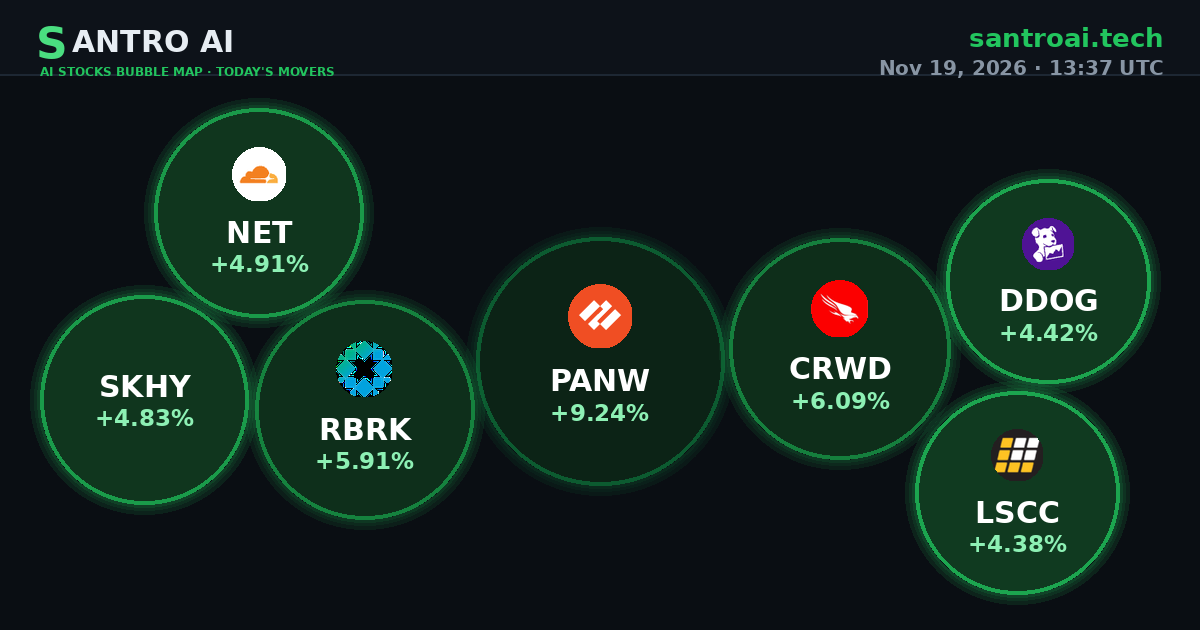 SANTRO AI
AI STOCKS BUBBLE MAP · TODAY'S MOVERS
santroai.tech
Nov 19, 2026 · 13:37 UTC
NET
+4.91%
SKHY
+4.83%
RBRK
+5.91%
PANW
+9.24%
CRWD
+6.09%
DDOG
+4.42%
LSCC
+4.38%